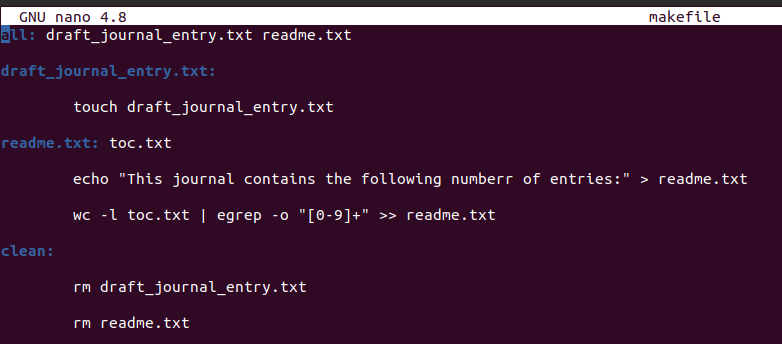 GNU nano 4.8 makefile
all: draft_journal_entry.txt readme.txt
draft_journal_entry.txt:
touch draft_journal_entry.txt
readme.txt: toc.txt
echo "This journal contains the following numberr of entries:" > readme.txt
wc -l toc.txt | egrep -o "[0-9]+" >> readme.txt
clean:
rm draft_journal_entry.txt
rm readme.txt